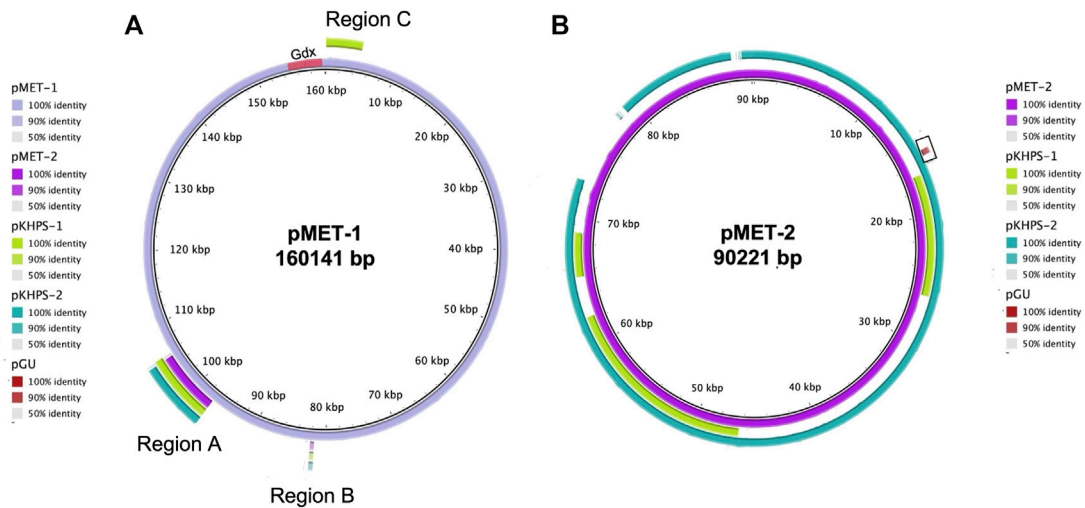 A
Region C
Gdx
pMET-1
100% identity
90% identity
50% identity
pMET-2
100% identity
90% identity
50% identity
pKHPS-1
100% identity
90% identity
50% identity
pKHPS-2
100% identity
90% identity
50% identity
pGU
100% identity
90% identity
50% identity
160 kbp
10 kbp
20 kbp
30 kbp
40 kbp
50 kbp
60 kbp
70 kbp
80 kbp
90 kbp
100 kbp
110 kbp
120 kbp
130 kbp
140 kbp
150 kbp
pMET-1
160141 bp
Region A
Region B
B
90 kbp
10 kbp
20 kbp
30 kbp
40 kbp
50 kbp
60 kbp
70 kbp
80 kbp
pMET-2
90221 bp
pMET-2
100% identity
90% identity
50% identity
pKHPS-1
100% identity
90% identity
50% identity
pKHPS-2
100% identity
90% identity
50% identity
pGU
100% identity
90% identity
50% identity